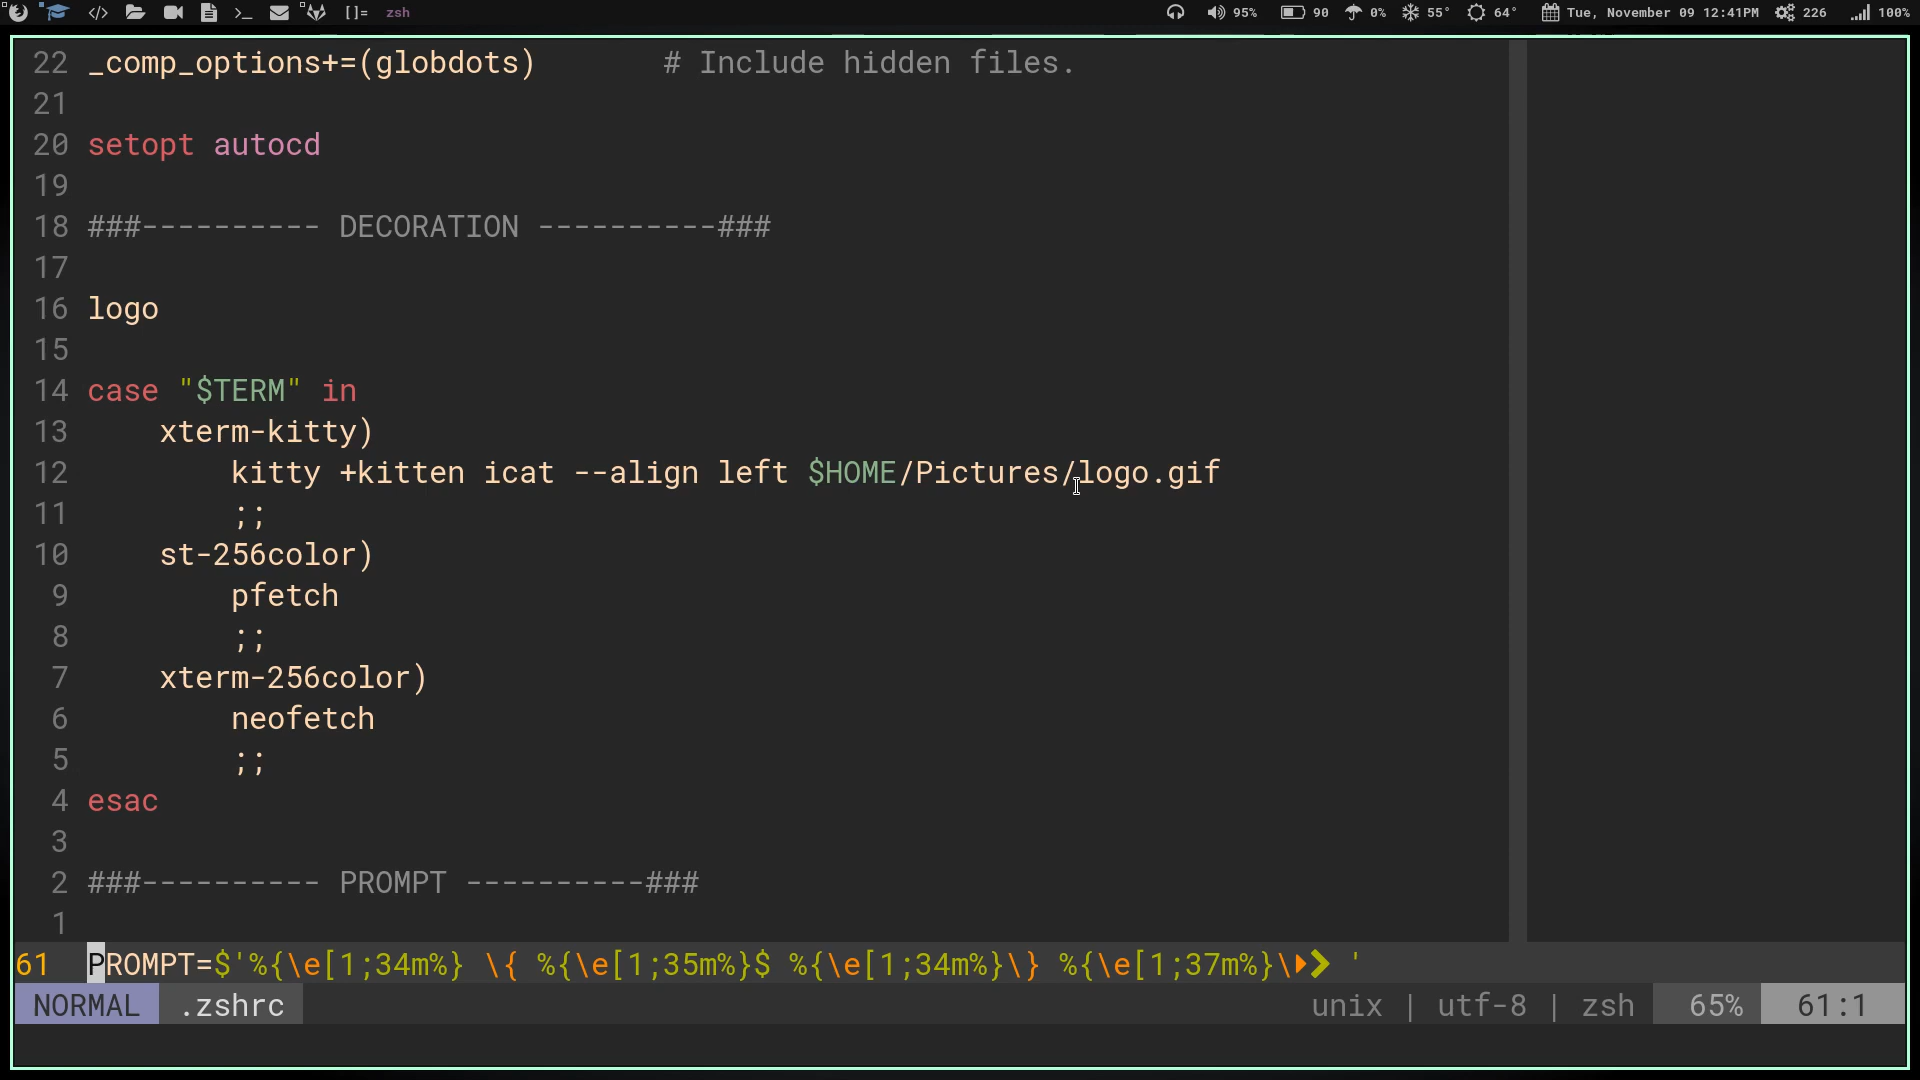 []= zsh 95% 90 0% 55° 64° Tue, November 09 12:41PM 226 100%
22 _comp_options+=(globdots)       # Include hidden files.
21
20 setopt autocd
19
18 ###---------- DECORATION ----------###
17
16 logo
15
14 case "$TERM" in
13     xterm-kitty)
12         kitty +kitten icat --align left $HOME/Pictures/logo.gif
11         ;;
10     st-256color)
9         pfetch
8         ;;
7     xterm-256color)
6         neofetch
5         ;;
4 esac
3
2 ###---------- PROMPT ----------###
1
61 PROMPT=$'%{\e[1;34m%} \{ %{\e[1;35m%}$ %{\e[1;34m%}\} %{\e[1;37m%}\ '
NORMAL .zshrc unix | utf-8 | zsh 65% 61:1